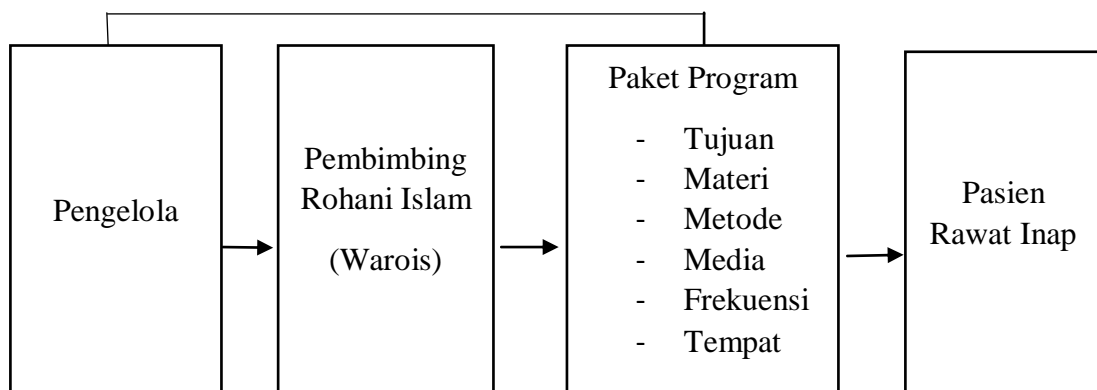 Pengelola
Pembimbing
Rohani Islam
(Warois)
Paket Program
- Tujuan
- Materi
- Metode
- Media
- Frekuensi
- Tempat
Pasien
Rawat Inap